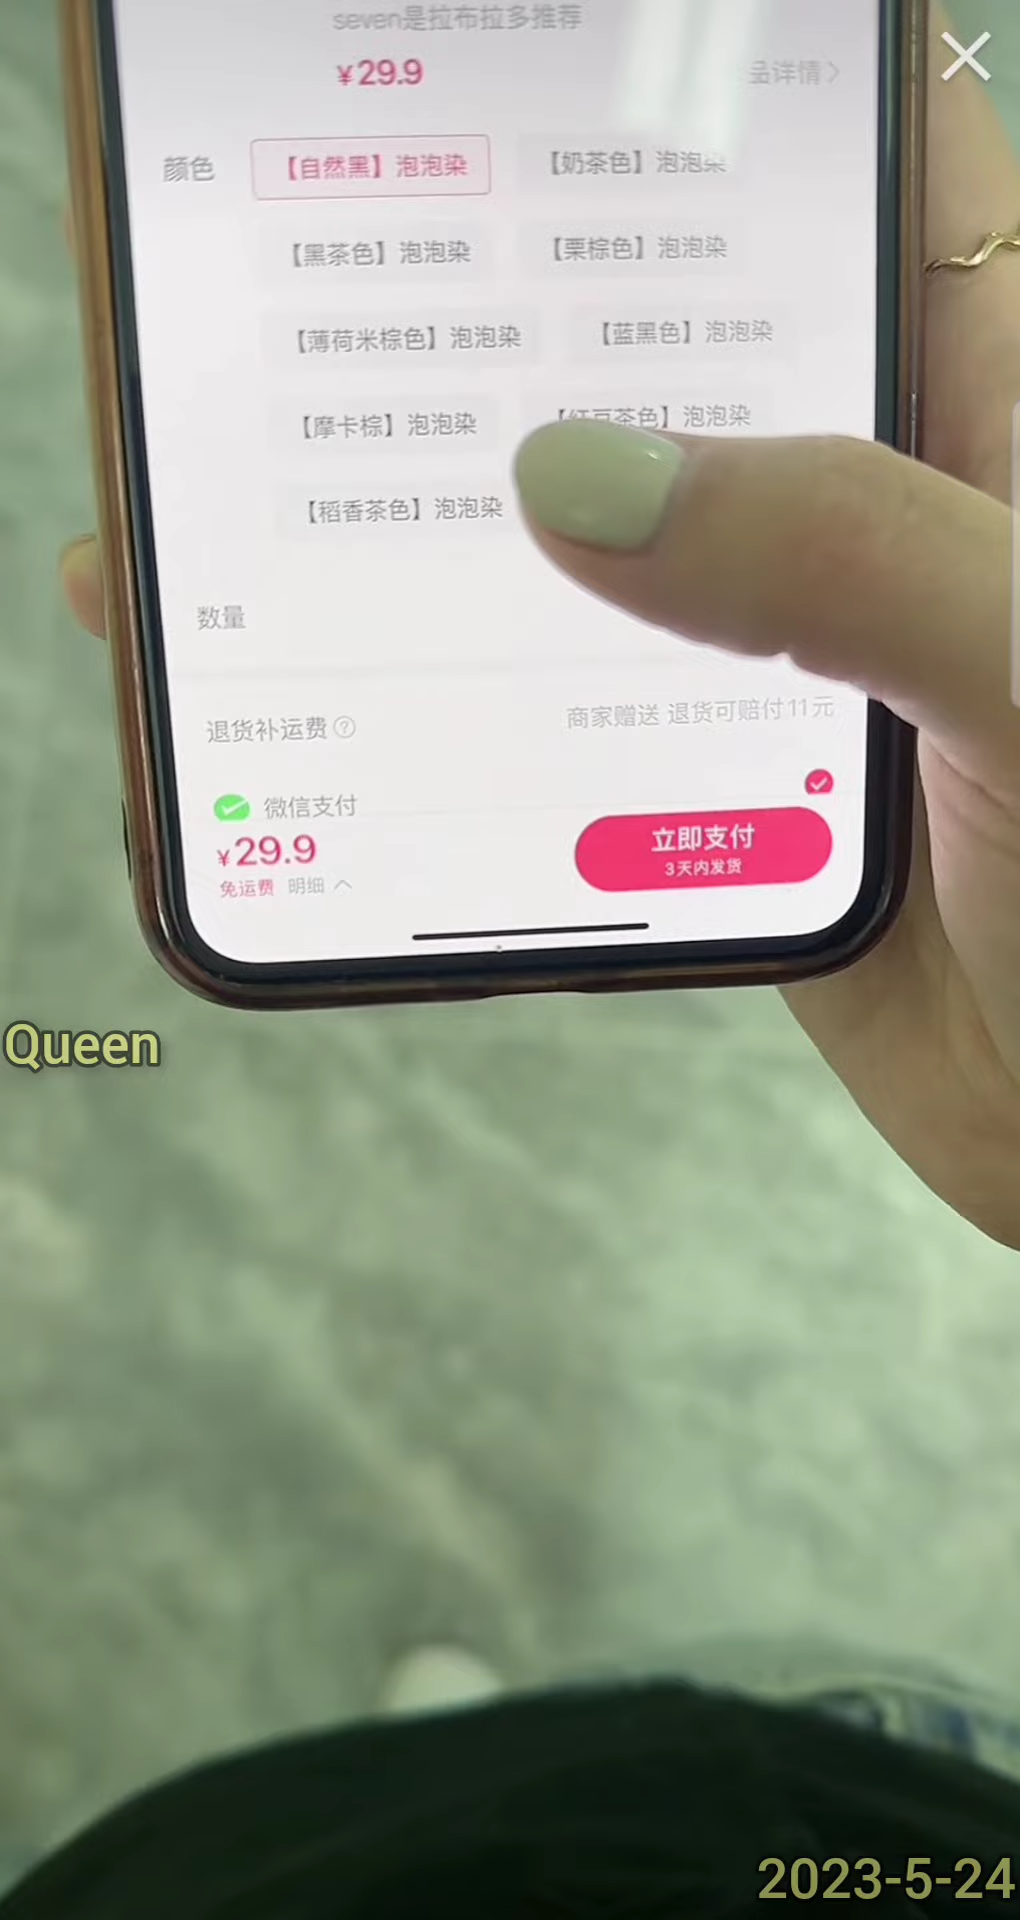 seven是拉布拉多推荐
¥29.9
品详情>
颜色
【自然黑】泡泡染
【奶茶色】泡泡染
【黑茶色】泡泡染
【栗棕色】泡泡染
【薄荷米棕色】泡泡染
【蓝黑色】泡泡染
【摩卡棕】泡泡染
【红豆茶色】泡泡染
【稻香茶色】泡泡染
数量
退货补运费?
商家赠送 退货可赔付11元
微信支付
¥29.9
免运费 明细
立即支付
3天内发货
Queen
2023-5-24